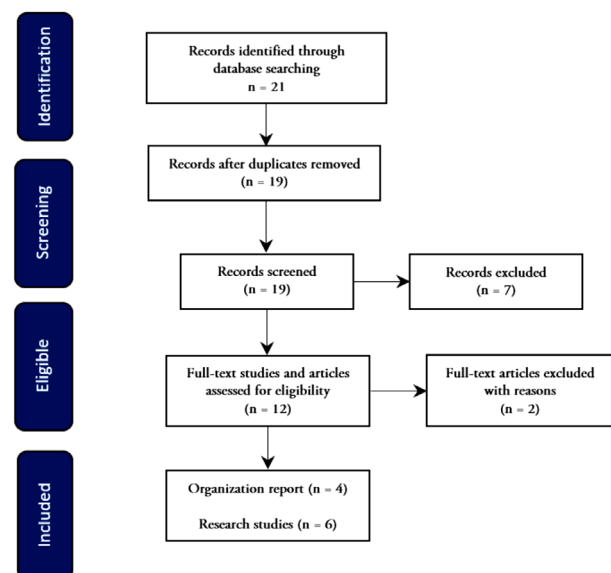 Identification
Records identified through
database searching
n = 21
Records after duplicates removed
(n = 19)
Screening
Records screened
(n = 19)
Records excluded
(n = 7)
Eligible
Full-text studies and articles
assessed for eligibility
(n = 12)
Full-text articles excluded
with reasons
(n = 2)
Included
Organization report (n = 4)
Research studies (n = 6)